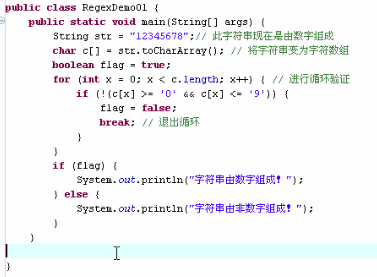 public class RegexDemo01 {
public static void main(String[] args) {
String str = "12345678";// 此字符串现在是由数字组成
char c[] = str.toCharArray(); // 将字符串变为字符数组
boolean flag = true;
for (int x = 0; x < c.length; x++) { // 进行循环验证
if (!(c[x] >= '0' && c[x] <= '9')) {
flag = false;
break; // 退出循环
}
}
if (flag) {
System.out.println("字符串由数字组成！");
} else {
System.out.println("字符串由非数字组成！");
}
}
}